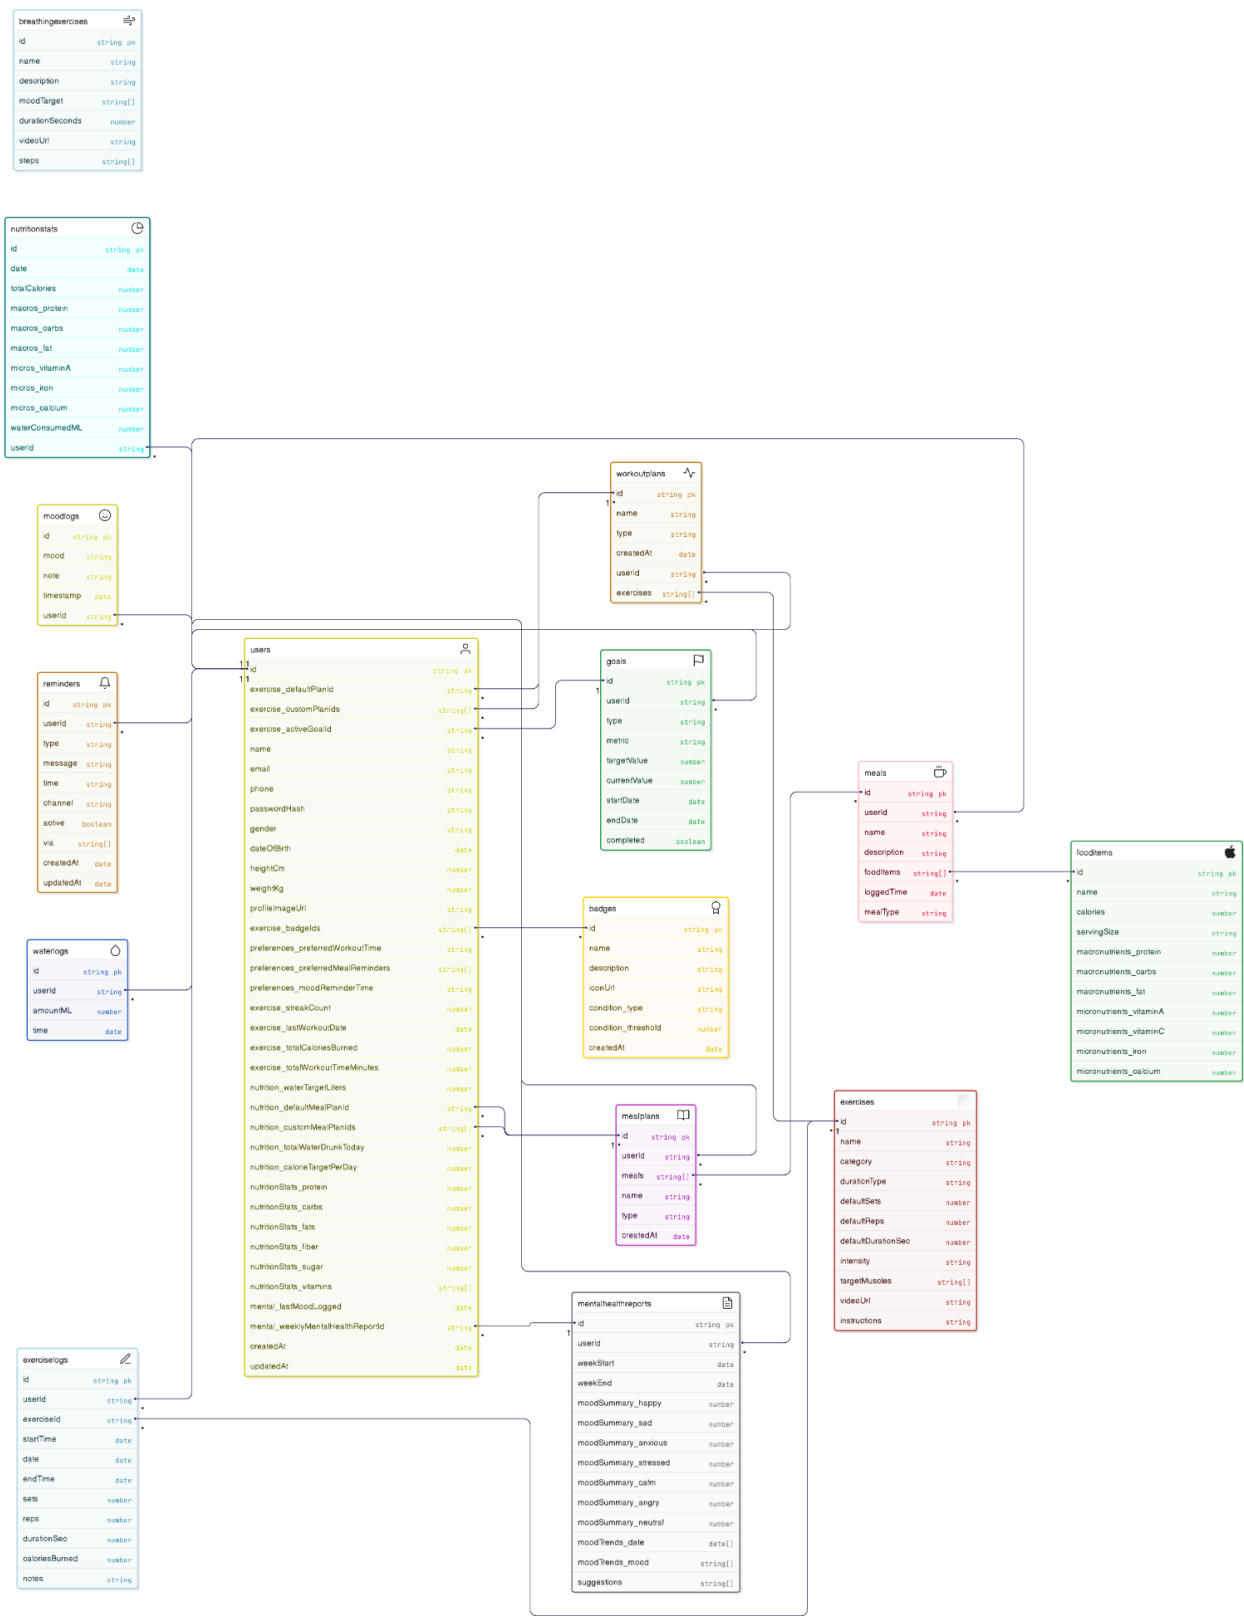 breathingexercises
id string pk
name string
description string
moodTarget string[]
durationSeconds number
videoUrl string
steps string[]
nutritionstats
id string pk
date date
totalCalories number
macros_protein number
macros_carbs number
macros_fat number
micros_vitaminA number
micros_iron number
micros_calcium number
waterConsumedML number
userId string
moodlogs
id string pk
mood string
note string
timestamp date
userId string
reminders
id string pk
userId string
type string
message string
time string
channel string
active boolean
via string[]
createdAt date
updatedAt date
waterlogs
id string pk
userId string
amountML number
time date
exerciselogs
id string pk
userId string
exerciseId string
startTime date
date date
endTime date
sets number
reps number
durationSec number
caloriesBurned number
notes string
users
1 1
id string pk
1 1
exercise_defaultPlanId string
exercise_customPlanIds string[]
exercise_activeGoalId string
name string
email string
phone string
passwordHash string
gender string
dateOfBirth date
heightCm number
weightKg number
profileImageUrl string
exercise_badgeIds string[]
preferences_preferredWorkoutTime string
preferences_preferredMealReminders string[]
preferences_moodReminderTime string
exercise_streakCount number
exercise_lastWorkoutDate date
exercise_totalCaloriesBurned number
exercise_totalWorkoutTimeMinutes number
nutrition_waterTargetLiters number
nutrition_defaultMealPlanId string
nutrition_customMealPlanIds string[]
nutrition_totalWaterDrunkToday number
nutrition_calorieTargetPerDay number
nutritionStats_protein number
nutritionStats_carbs number
nutritionStats_fats number
nutritionStats_fiber number
nutritionStats_sugar number
nutritionStats_vitamins string[]
mental_lastMoodLogged date
mental_weeklyMentalHealthReportId string
createdAt date
updatedAt date
workoutplans
id string pk
1
name string
type string
createdAt date
userId string
exercises string[]
goals
id string pk
1
userId string
type string
metric string
targetValue number
currentValue number
startDate date
endDate date
completed boolean
badges
id string pk
name string
description string
iconUrl string
condition_type string
condition_threshold number
createdAt date
mealplans
id string pk
1
userId string
meals string[]
name string
type string
createdAt date
mentalhealthreports
id string pk
1
userId string
weekStart date
weekEnd date
moodSummary_happy number
moodSummary_sad number
moodSummary_anxious number
moodSummary_stressed number
moodSummary_calm number
moodSummary_angry number
moodSummary_neutral number
moodTrends_date date[]
moodTrends_mood string[]
suggestions string[]
meals
id string pk
userId string
name string
description string
foodItems string[]
loggedTime date
mealType string
exercises
id string pk
1
name string
category string
durationType string
defaultSets number
defaultReps number
defaultDurationSec number
intensity string
targetMuscles string[]
videoUrl string
instructions string
fooditems
id string pk
name string
calories number
servingSize string
macronutrients_protein number
macronutrients_carbs number
macronutrients_fat number
micronutrients_vitaminA number
micronutrients_vitaminC number
micronutrients_iron number
micronutrients_calcium number